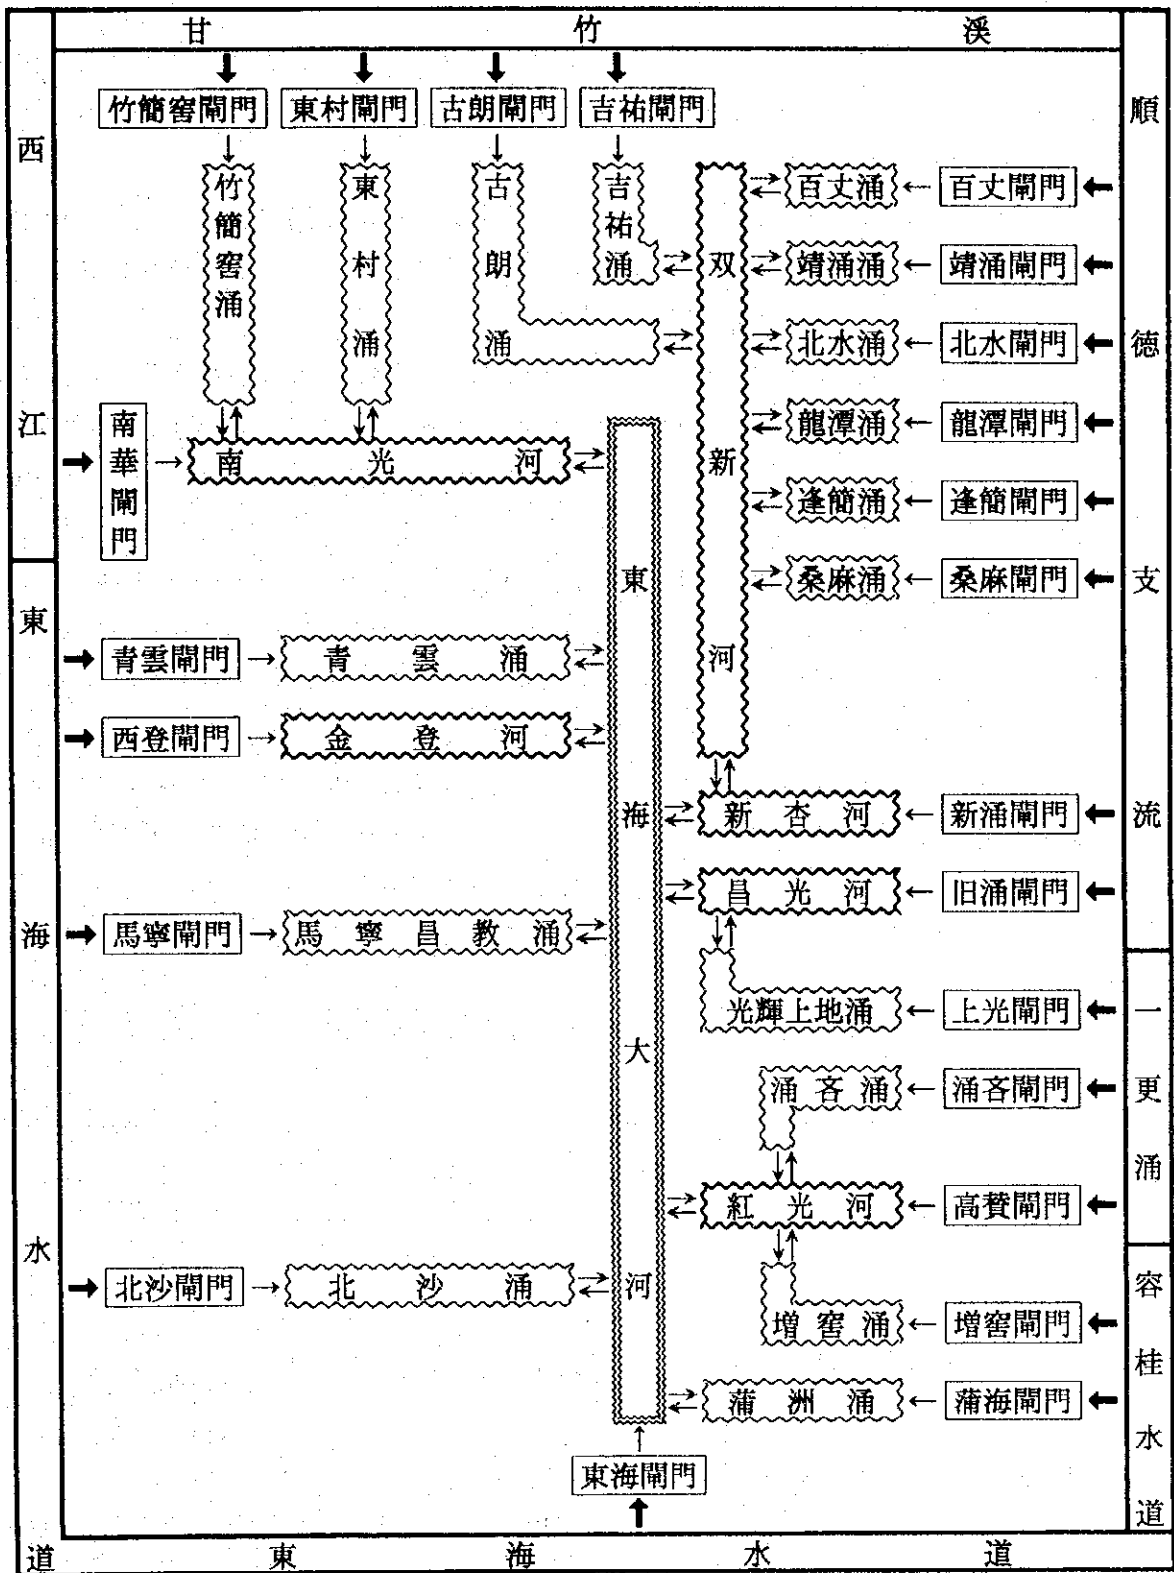 甘竹溪
西江
東海水道
順德支流
一更涌
容桂水道
東海水道
竹簡窖閘門
東村閘門
古朗閘門
吉祐閘門
竹簡窖涌
東村涌
古朗涌
吉祐涌
双新河
百丈涌
百丈閘門
靖涌涌
靖涌閘門
北水涌
北水閘門
龍潭涌
龍潭閘門
逢簡涌
逢簡閘門
桑麻涌
桑麻閘門
南華閘門
南光河
東海大河
青雲閘門
青雲涌
西登閘門
金登河
新杏河
新涌閘門
昌光河
旧涌閘門
馬寧閘門
馬寧昌教涌
光輝上地涌
上光閘門
涌吝涌
涌吝閘門
紅光河
高贊閘門
北沙閘門
北沙涌
增窖涌
增窖閘門
蒲洲涌
蒲海閘門
東海閘門